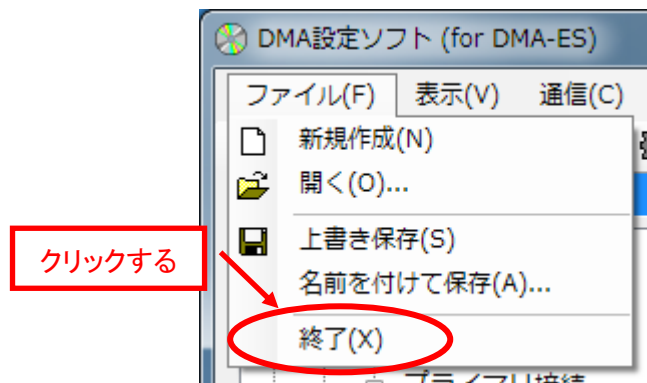 DMA設定ソフト (for DMA-ES)
ファイル(F) 表示(V) 通信(C)
新規作成(N)
開く(O)...
上書き保存(S)
クリックする
名前を付けて保存(A)...
終了(X)